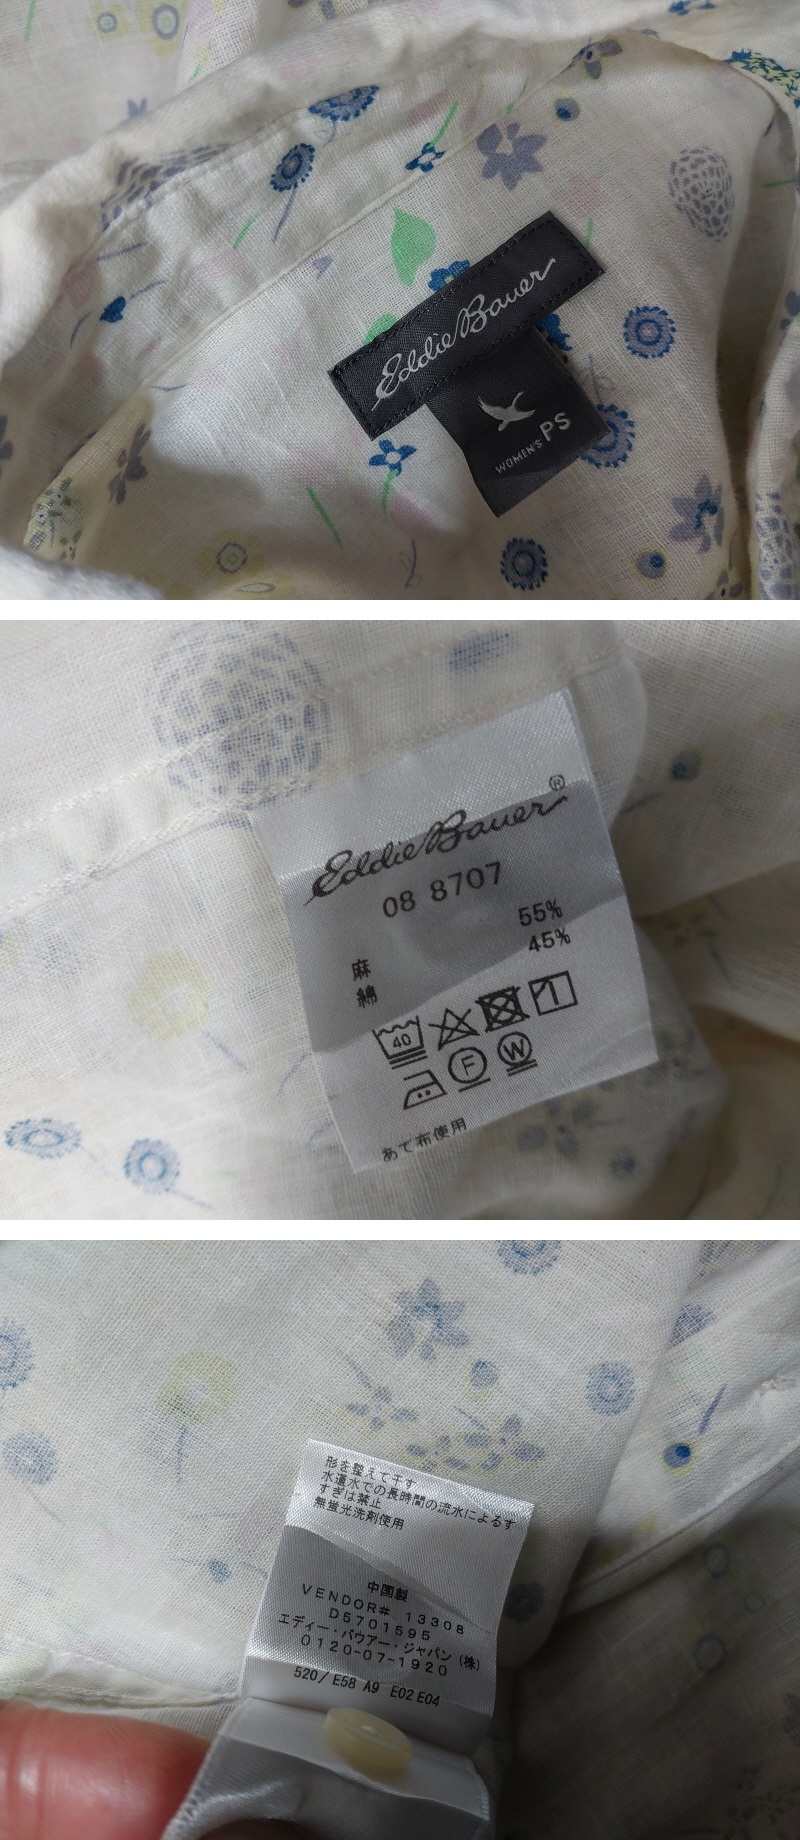 Eddie Bauer
WOMEN'S PS
Eddie Bauer®
08 8707
麻 55%
綿 45%
40
F W
あて布使用
形を整えて干す
水道水での長時間の流水によるす
すぎは禁止
無蛍光洗剤使用
中国製
VENDOR# 13308
D5701595
エディー・バウアー・ジャパン(株)
0120-07-1920
520/ E58 A9 E02 E04